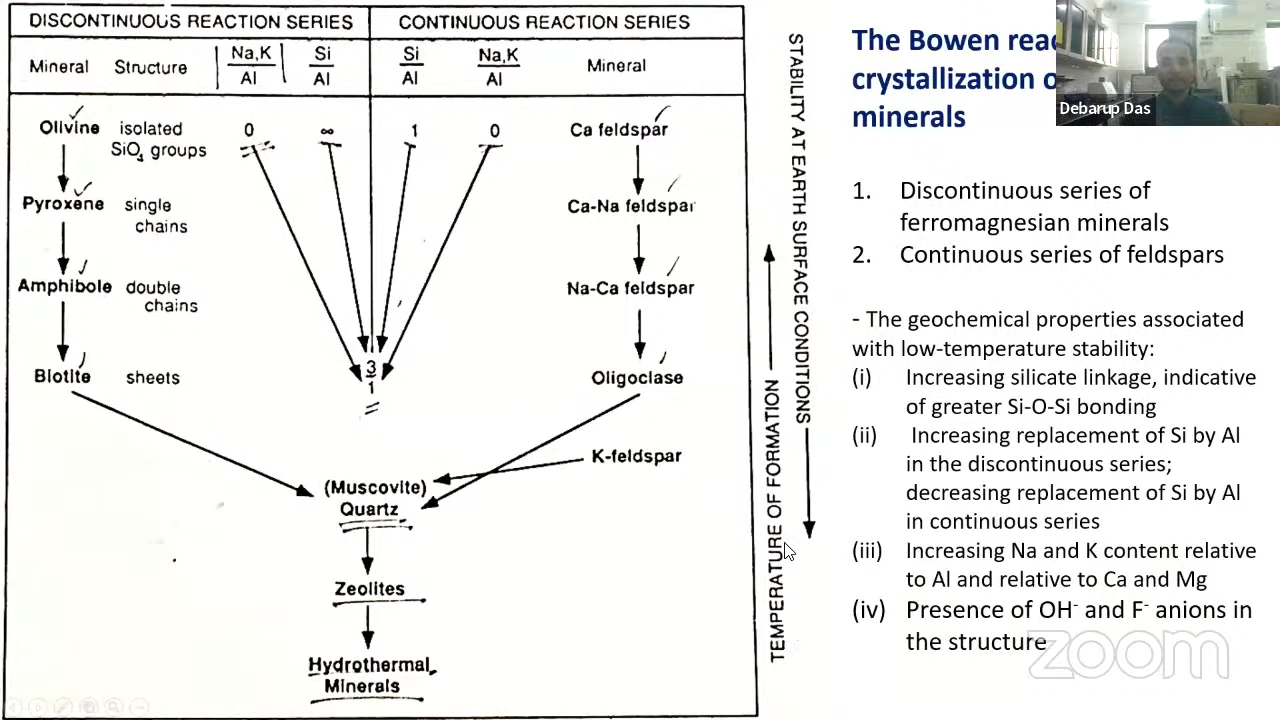 DISCONTINUOUS REACTION SERIES
CONTINUOUS REACTION SERIES
Mineral Structure Na,K/Al Si/Al
Si/Al Na,K/Al Mineral
Olivine isolated SiO4 groups 0 ∞ 1 0 Ca feldspar
Pyroxene single chains Ca-Na feldspar
Amphibole double chains Na-Ca feldspar
3
1
Biotite sheets Oligoclase
K-feldspar
(Muscovite)
Quartz
Zeolites
Hydrothermal
Minerals
TEMPERATURE OF FORMATION
STABILITY AT EARTH SURFACE CONDITIONS
The Bowen
crystallization
minerals
Debarup Das
1. Discontinuous series of
ferromagnesian minerals
2. Continuous series of feldspars
- The geochemical properties associated
with low-temperature stability:
(i) Increasing silicate linkage, indicative
of greater Si-O-Si bonding
(ii) Increasing replacement of Si by Al
in the discontinuous series;
decreasing replacement of Si by Al
in continuous series
(iii) Increasing Na and K content relative
to Al and relative to Ca and Mg
(iv) Presence of OH- and F- anions in
the structure
zoom